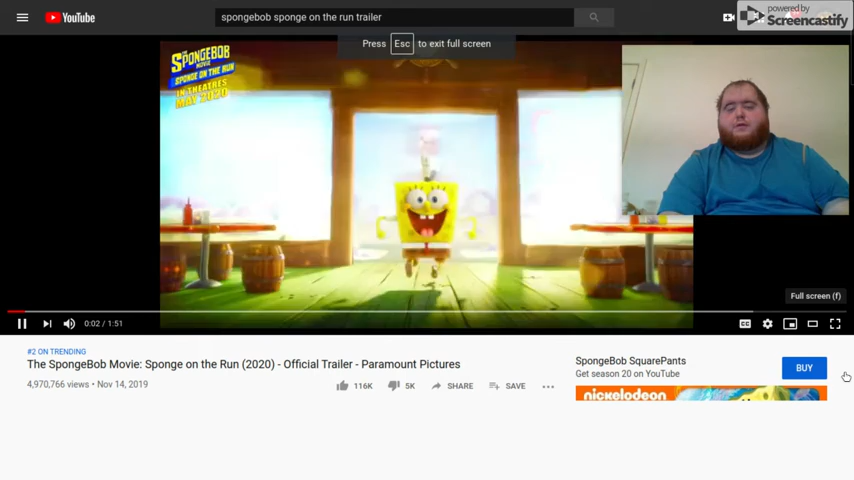 powered by
Screencastify
YouTube
spongebob sponge on the run trailer
Press Esc to exit full screen
THE SPONGEBOB
MOVIE
SPONGE ON THE RUN
IN THEATRES
MAY 2020
Full screen (f)
0:02 / 1:51
CC
#2 ON TRENDING
The SpongeBob Movie: Sponge on the Run (2020) - Official Trailer - Paramount Pictures
4,970,766 views • Nov 14, 2019
116K
5K
SHARE
SAVE
SpongeBob SquarePants
Get season 20 on YouTube
BUY
nickelodeon